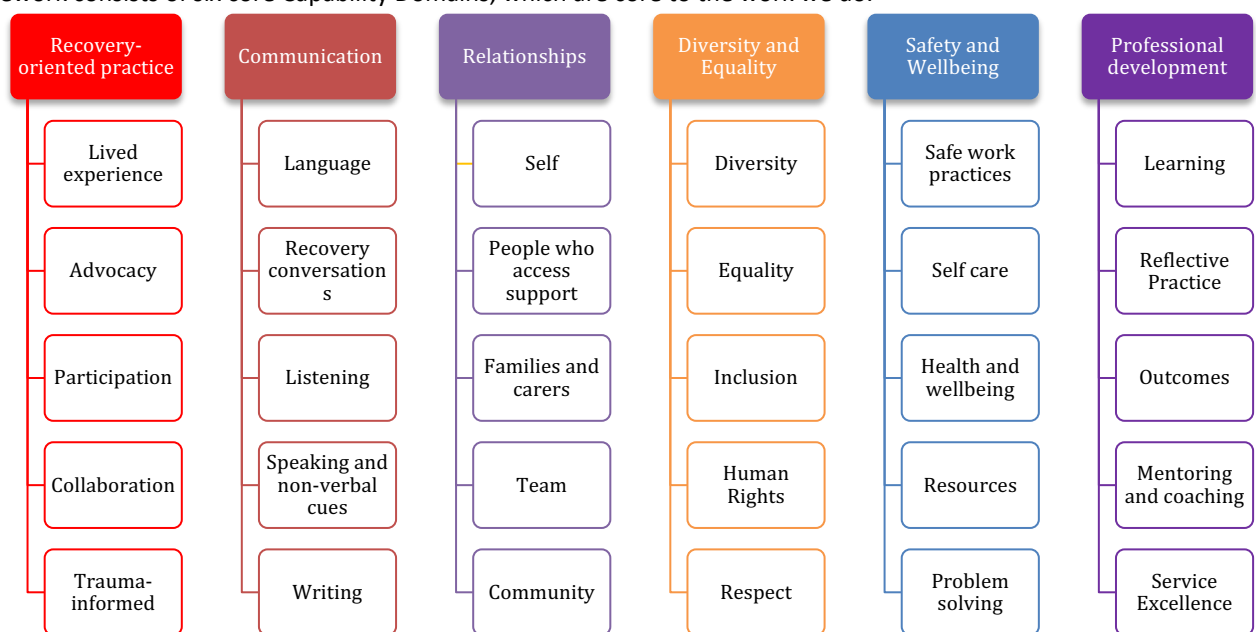 Recovery-
oriented practice
Lived
experience
Advocacy
Participation
Collaboration
Trauma-
informed
Communication
Language
Recovery
conversation
s
Listening
Speaking and
non-verbal
cues
Writing
Relationships
Self
People who
access
support
Families and
carers
Team
Community
Diversity and
Equality
Diversity
Equality
Inclusion
Human
Rights
Respect
Safety and
Wellbeing
Safe work
practices
Self care
Health and
wellbeing
Resources
Problem
solving
Professional
development
Learning
Reflective
Practice
Outcomes
Mentoring
and coaching
Service
Excellence